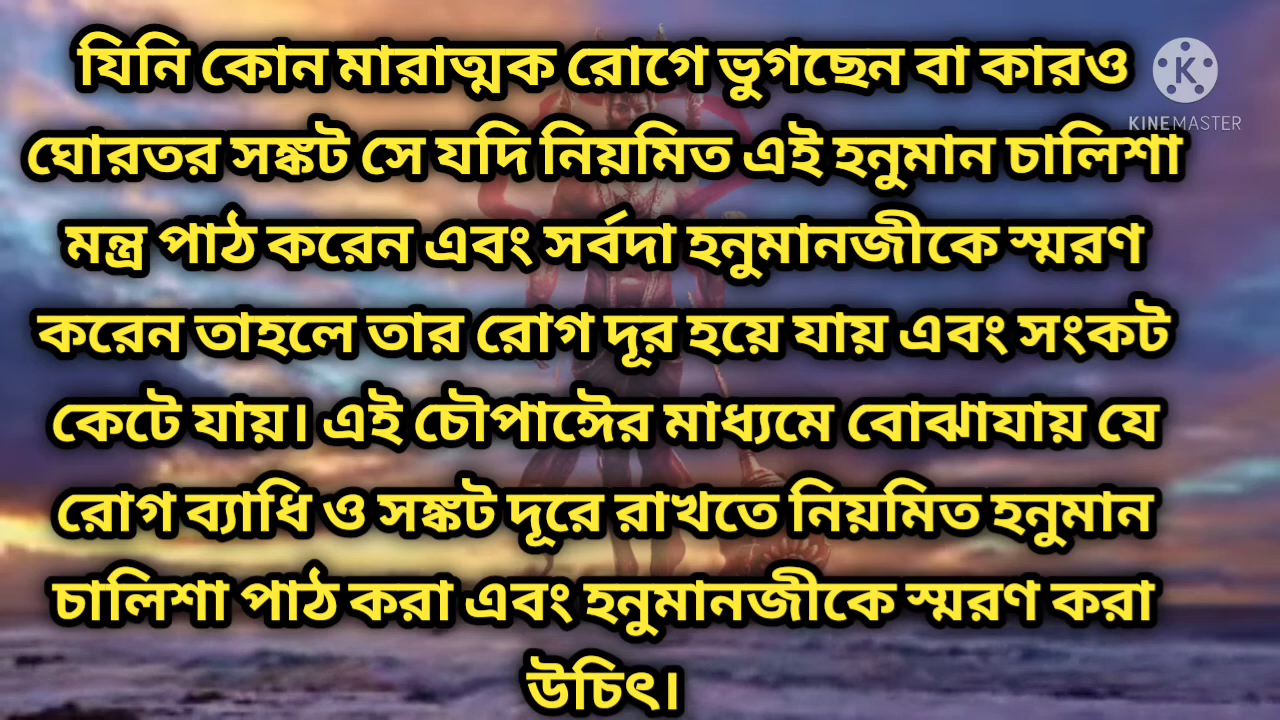 যিনি কোন মারাত্মক রোগে ভুগছেন বা কারও
ঘোরতর সঙ্কট সে যদি নিয়মিত এই হনুমান চালিশা
মন্ত্র পাঠ করেন এবং সর্বদা হনুমানজীকে স্মরণ
করেন তাহলে তার রোগ দূর হয়ে যায় এবং সংকট
কেটে যায়। এই চৌপাঙ্গের মাধ্যমে বোঝাযায় যে
রোগ ব্যাধি ও সঙ্কট দূরে রাখতে নিয়মিত হনুমান
চালিশা পাঠ করা এবং হনুমানজীকে স্মরণ করা
উচিৎ।
K
KINEMASTER